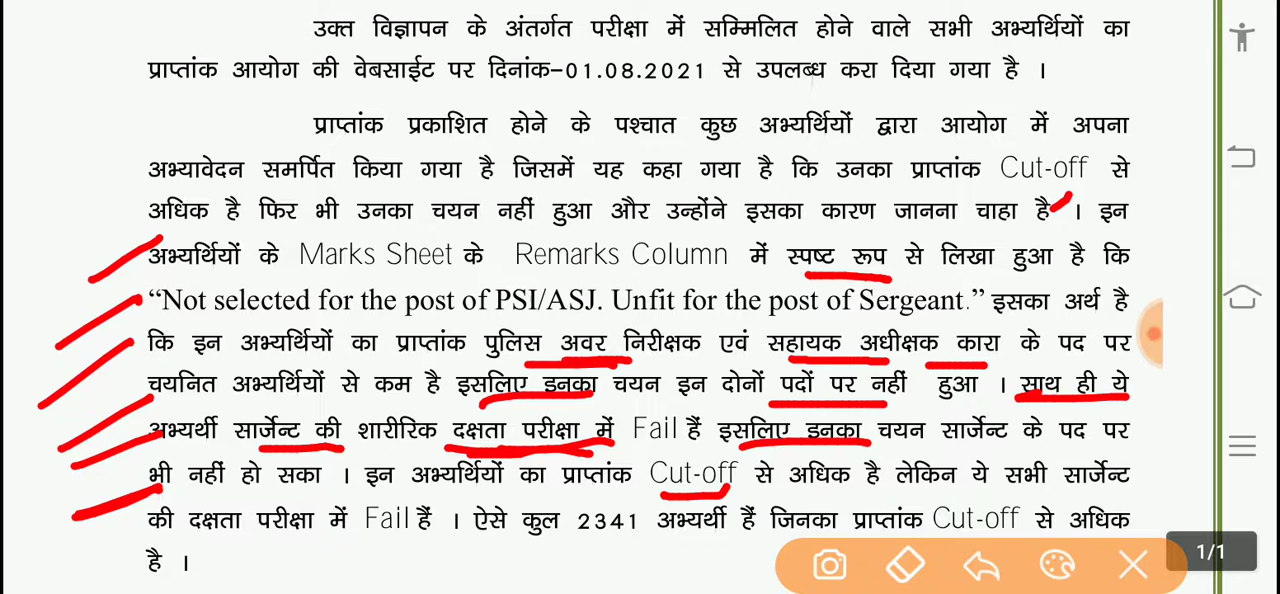 उक्त विज्ञापन के अंतर्गत परीक्षा में सम्मिलित होने वाले सभी अभ्यर्थियों का
प्राप्तांक आयोग की वेबसाईट पर दिनांक–01.08.2021 से उपलब्ध करा दिया गया है ।
प्राप्तांक प्रकाशित होने के पश्चात कुछ अभ्यर्थियों द्वारा आयोग में अपना
अभ्यावेदन समर्पित किया गया है जिसमें यह कहा गया है कि उनका प्राप्तांक Cut-off से
अधिक है फिर भी उनका चयन नहीं हुआ और उन्होंने इसका कारण जानना चाहा है । इन
अभ्यर्थियों के Marks Sheet के Remarks Column में स्पष्ट रूप से लिखा हुआ है कि
“Not selected for the post of PSI/ASJ. Unfit for the post of Sergeant.” इसका अर्थ है
कि इन अभ्यर्थियों का प्राप्तांक पुलिस अवर निरीक्षक एवं सहायक अधीक्षक कारा के पद पर
चयनित अभ्यर्थियों से कम है इसलिए इनका चयन इन दोनों पदों पर नहीं हुआ । साथ ही ये
अभ्यर्थी सार्जेन्ट की शारीरिक दक्षता परीक्षा में Fail हैं इसलिए इनका चयन सार्जेन्ट के पद पर
भी नहीं हो सका । इन अभ्यर्थियों का प्राप्तांक Cut-off से अधिक है लेकिन ये सभी सार्जेन्ट
की दक्षता परीक्षा में Fail हैं । ऐसे कुल 2341 अभ्यर्थी हैं जिनका प्राप्तांक Cut-off से अधिक
है ।
1/1